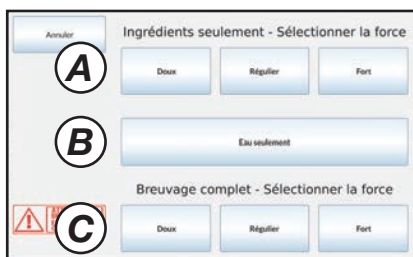 Annuler
Ingrédients seulement - Sélectionner la force
A
Doux Régulier Fort
B
Eau seulement
Breuvage complet - Sélectionner la force
C
Doux Régulier Fort